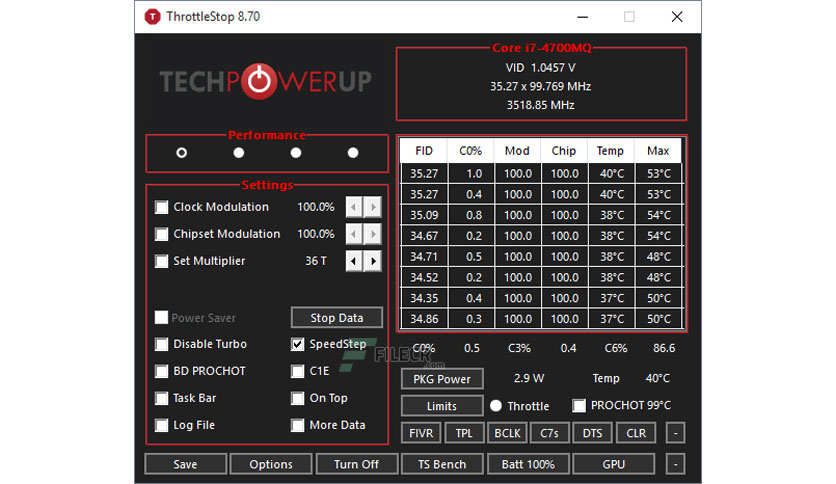 ThrottleStop 8.70
TECHPOWERUP
Core i7-4700MQ
VID 1.0457 V
35.27 x 99.769 MHz
3518.85 MHz
Performance
FID C0% Mod Chip Temp Max
35.27 1.0 100.0 100.0 40°C 53°C
35.27 0.4 100.0 100.0 40°C 53°C
35.09 0.8 100.0 100.0 38°C 54°C
34.67 0.2 100.0 100.0 38°C 54°C
34.71 0.5 100.0 100.0 38°C 48°C
34.52 0.2 100.0 100.0 38°C 48°C
34.35 0.4 100.0 100.0 37°C 50°C
34.86 0.3 100.0 100.0 37°C 50°C
Settings
Clock Modulation 100.0%
Chipset Modulation 100.0%
Set Multiplier 36 T
Power Saver Stop Data
Disable Turbo SpeedStep
BD PROCHOT C1E
Task Bar On Top
Log File More Data
FILECR
.com
C0% 0.5 C3% 0.4 C6% 86.6
PKG Power 2.9 W Temp 40°C
Limits Throttle PROCHOT 99°C
FIVR TPL BCLK C7s DTS CLR -
Save Options Turn Off TS Bench Batt 100% GPU -